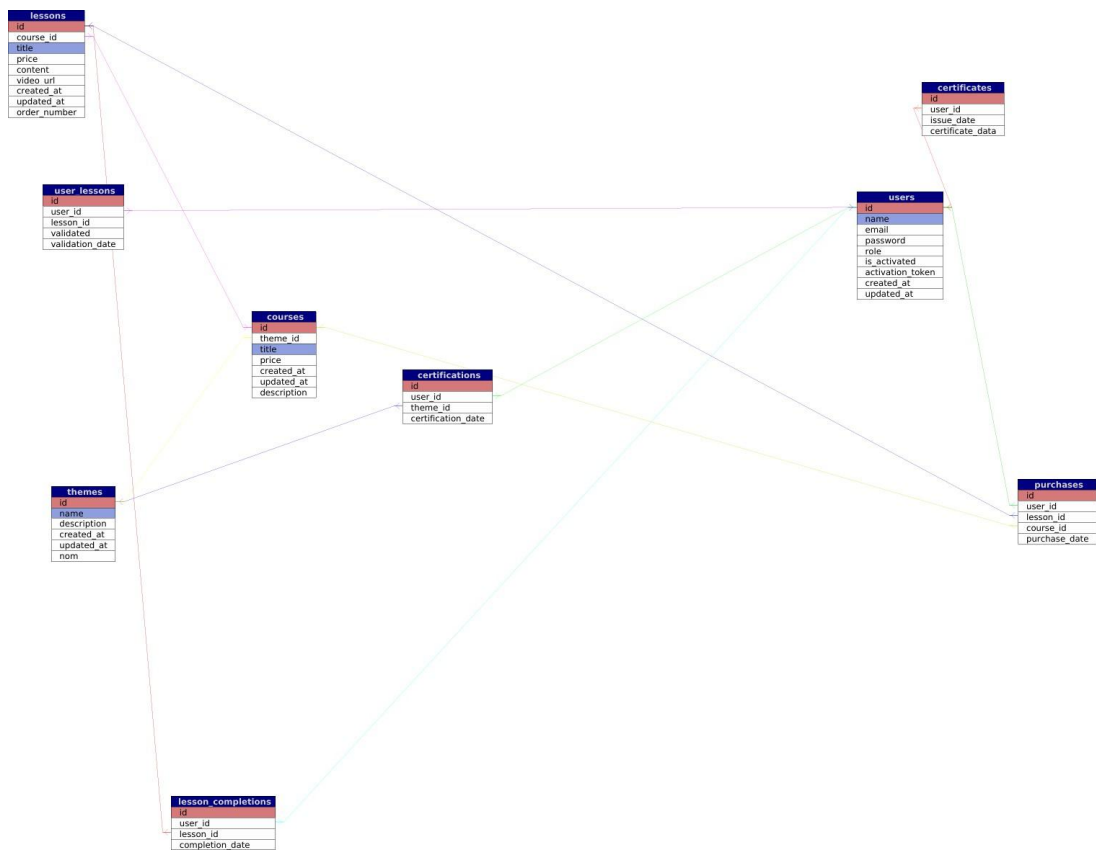 lessons
id
course_id
title
price
content
video_url
created_at
updated_at
order_number
certificates
id
user_id
issue_date
certificate_data
user_lessons
id
user_id
lesson_id
validated
validation_date
users
id
name
email
password
role
is_activated
activation_token
created_at
updated_at
courses
id
theme_id
title
price
created_at
updated_at
description
certifications
id
user_id
theme_id
certification_date
themes
id
name
description
created_at
updated_at
nom
purchases
id
user_id
lesson_id
course_id
purchase_date
lesson_completions
id
user_id
lesson_id
completion_date